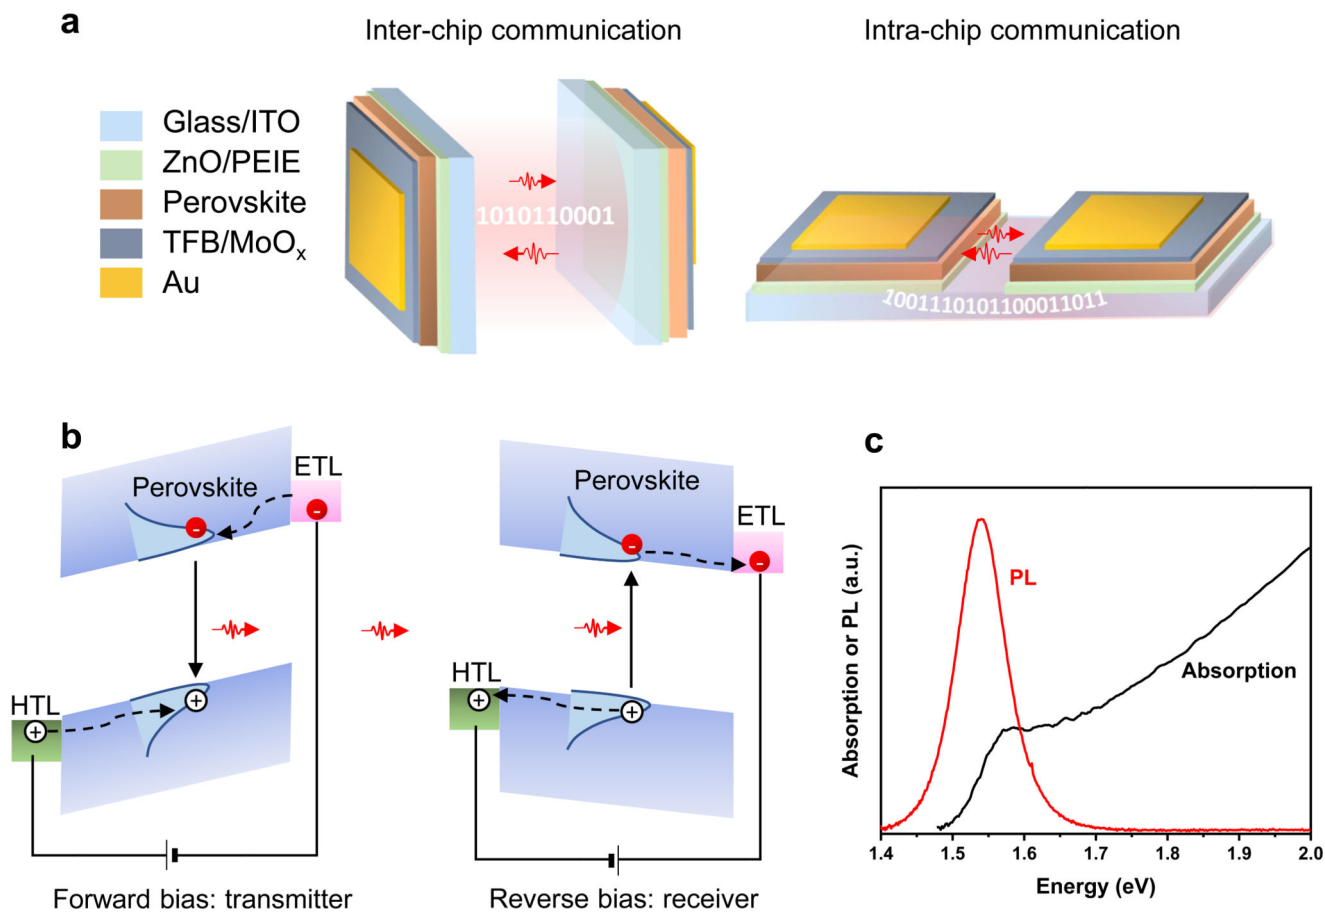 a
Inter-chip communication
Intra-chip communication
Glass/ITO
ZnO/PEIE
Perovskite
TFB/MoOₓ
Au
1010110001
1001110101100011011
b
Perovskite
ETL
HTL
Forward bias: transmitter
Perovskite
ETL
HTL
Reverse bias: receiver
c
Absorption or PL (a.u.)
PL
Absorption
1.4 1.5 1.6 1.7 1.8 1.9 2.0
Energy (eV)